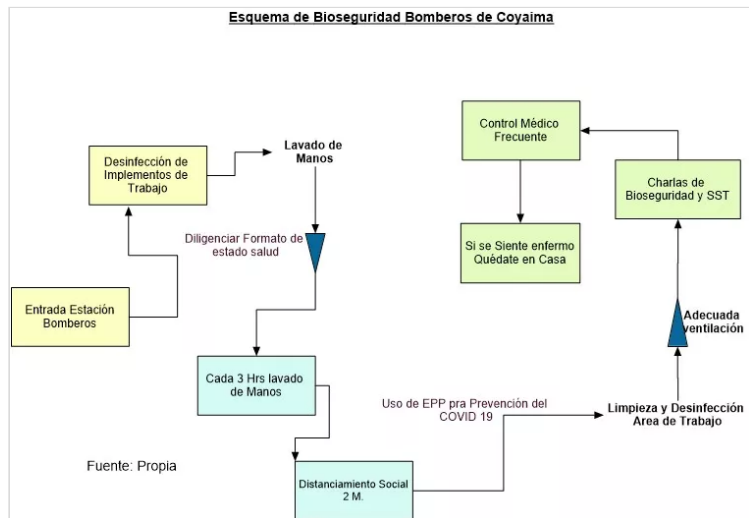 Esquema de Bioseguridad Bomberos de Coyaima
Entrada Estación
Bomberos
Desinfección de
Implementos de
Trabajo
Lavado de
Manos
Diligenciar Formato de
estado salud
Cada 3 Hrs lavado
de Manos
Distanciamiento Social
2 M.
Uso de EPP pra Prevención del
COVID 19
Limpieza y Desinfección
Area de Trabajo
Adecuada
ventilación
Charlas de
Bioseguridad y SST
Control Médico
Frecuente
Si se Siente enfermo
Quédate en Casa
Fuente: Propia